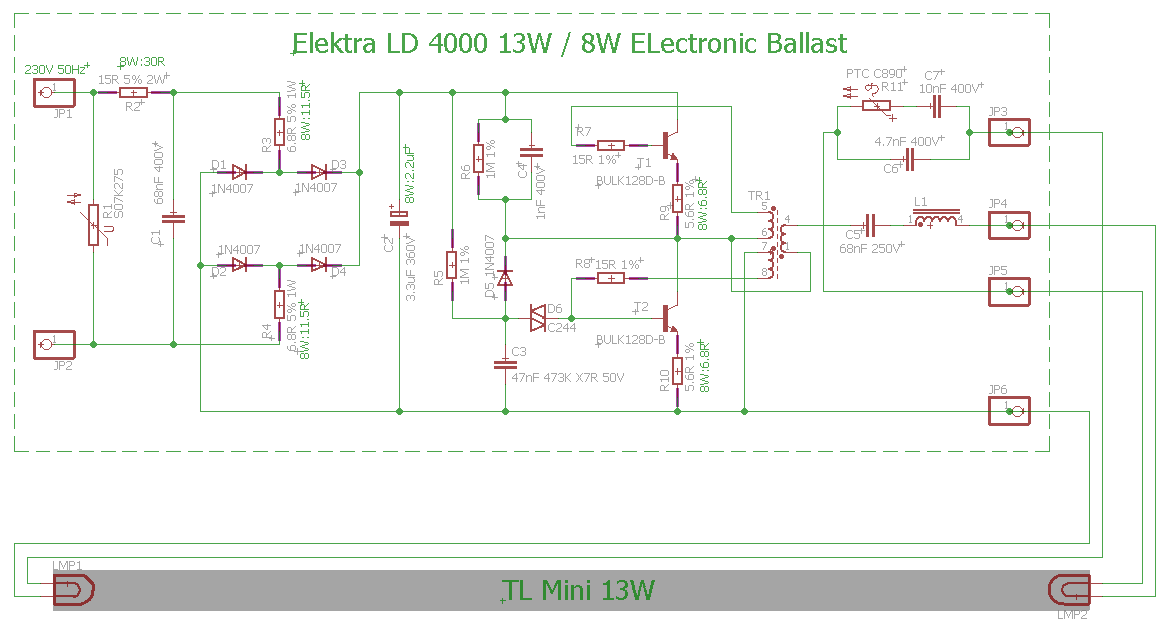 Elektra LD 4000 13W / 8W ELectronic Ballast
230V 50Hz
8W:30R
15R 5% 2W
R2
JP1
R1
S07K275
U
68nF 400V
C1
R3
6.8R 5% 1W
8W:11.5R
D1
1N4007
D3
1N4007
1N4007
D2
1N4007
D4
R4
6.8R 5% 1W
8W:11.5R
JP2
8W:2.2uF
C2
3.3uF 360V
R6
1M 1%
C4
1nF 400V
R5
1M 1%
D5
1N4007
D6
C244
C3
47nF 473K X7R 50V
R7
15R 1%
T1
BULK128D-B
R9
5.6R 1%
8W:6.8R
R8
15R 1%
T2
BULK128D-B
R10
5.6R 1%
8W:6.8R
TR1
5
6
7
8
4
1
PTC C890
R11
C7
10nF 400V
4.7nF 400V
C6
C5
68nF 250V
L1
1
4
JP3
1
JP4
1
JP5
1
JP6
1
LMP1
TL Mini 13W
LMP2